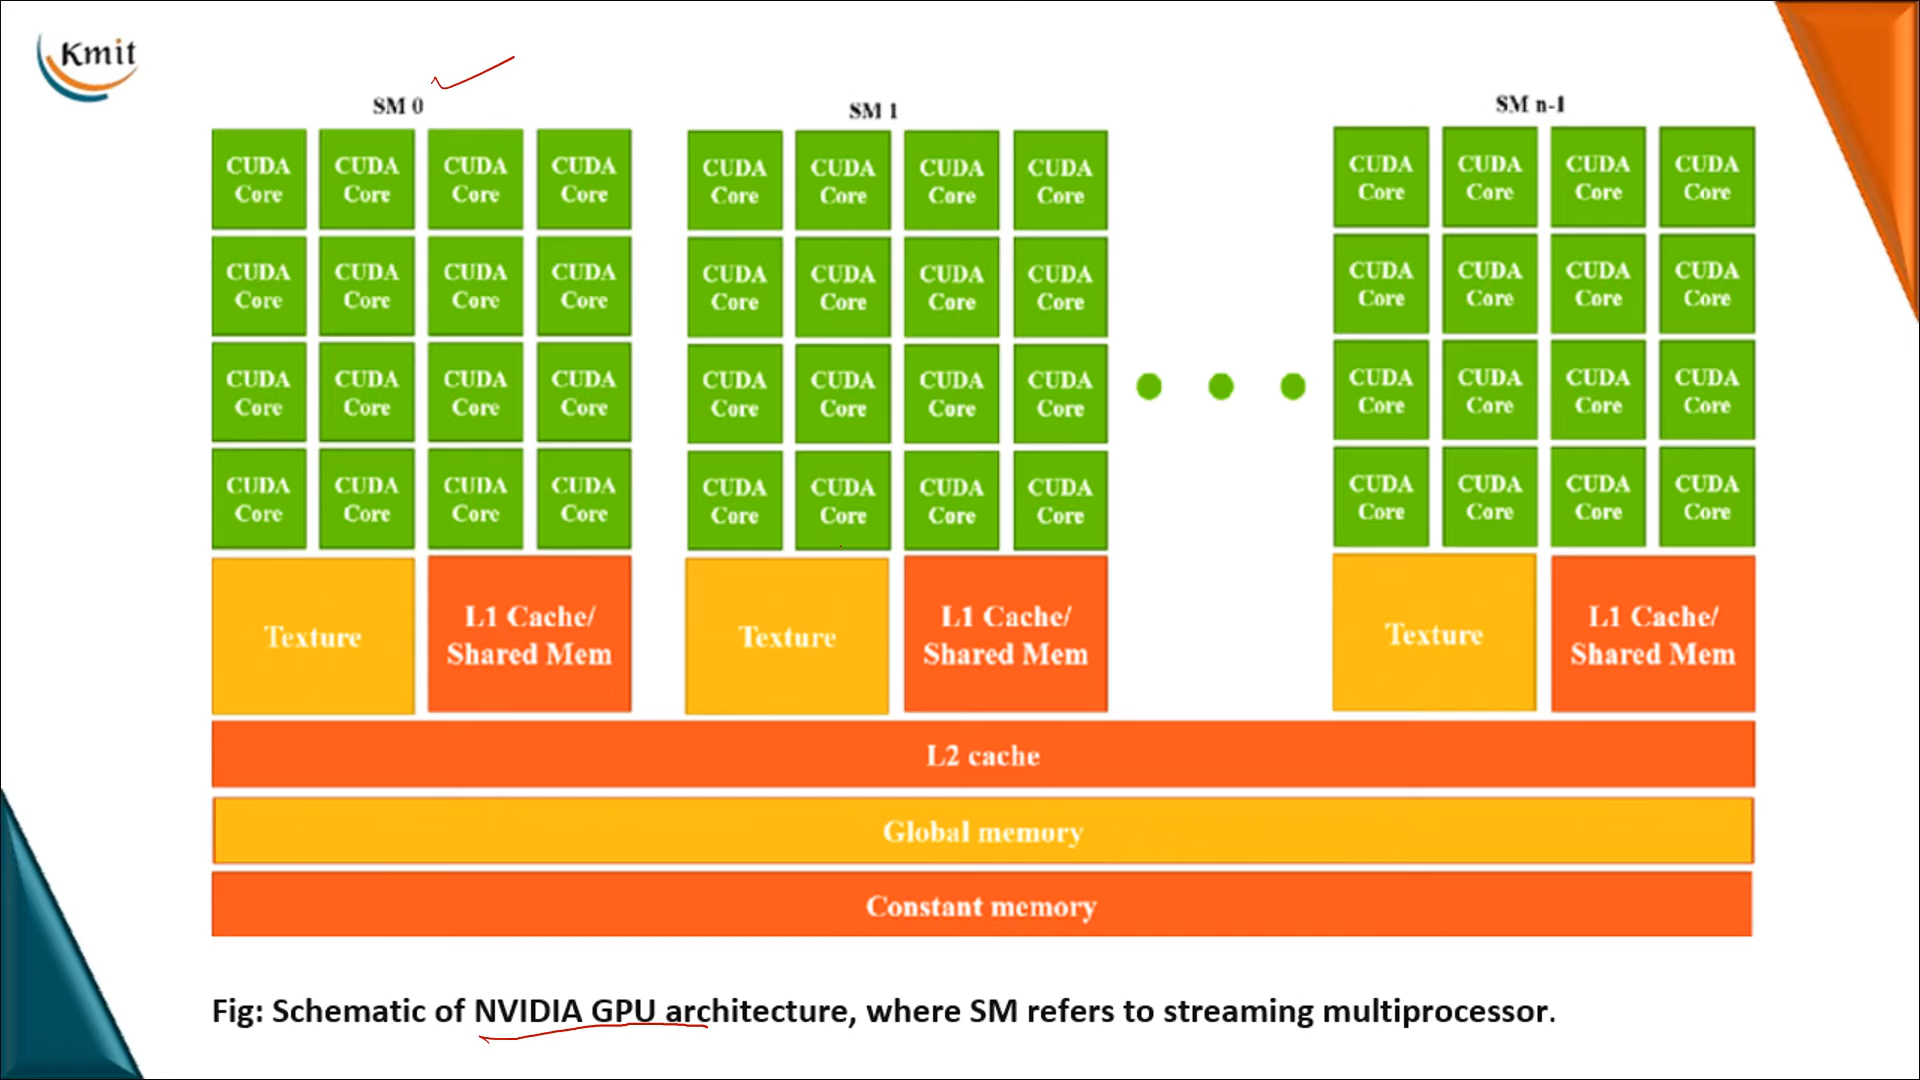 Kmit
SM 0
SM 1
SM n-1
CUDA Core CUDA Core CUDA Core CUDA Core
CUDA Core CUDA Core CUDA Core CUDA Core
CUDA Core CUDA Core CUDA Core CUDA Core
CUDA Core CUDA Core CUDA Core CUDA Core
Texture
L1 Cache/
Shared Mem
CUDA Core CUDA Core CUDA Core CUDA Core
CUDA Core CUDA Core CUDA Core CUDA Core
CUDA Core CUDA Core CUDA Core CUDA Core
CUDA Core CUDA Core CUDA Core CUDA Core
Texture
L1 Cache/
Shared Mem
CUDA Core CUDA Core CUDA Core CUDA Core
CUDA Core CUDA Core CUDA Core CUDA Core
CUDA Core CUDA Core CUDA Core CUDA Core
CUDA Core CUDA Core CUDA Core CUDA Core
Texture
L1 Cache/
Shared Mem
L2 cache
Global memory
Constant memory
Fig: Schematic of NVIDIA GPU architecture, where SM refers to streaming multiprocessor.